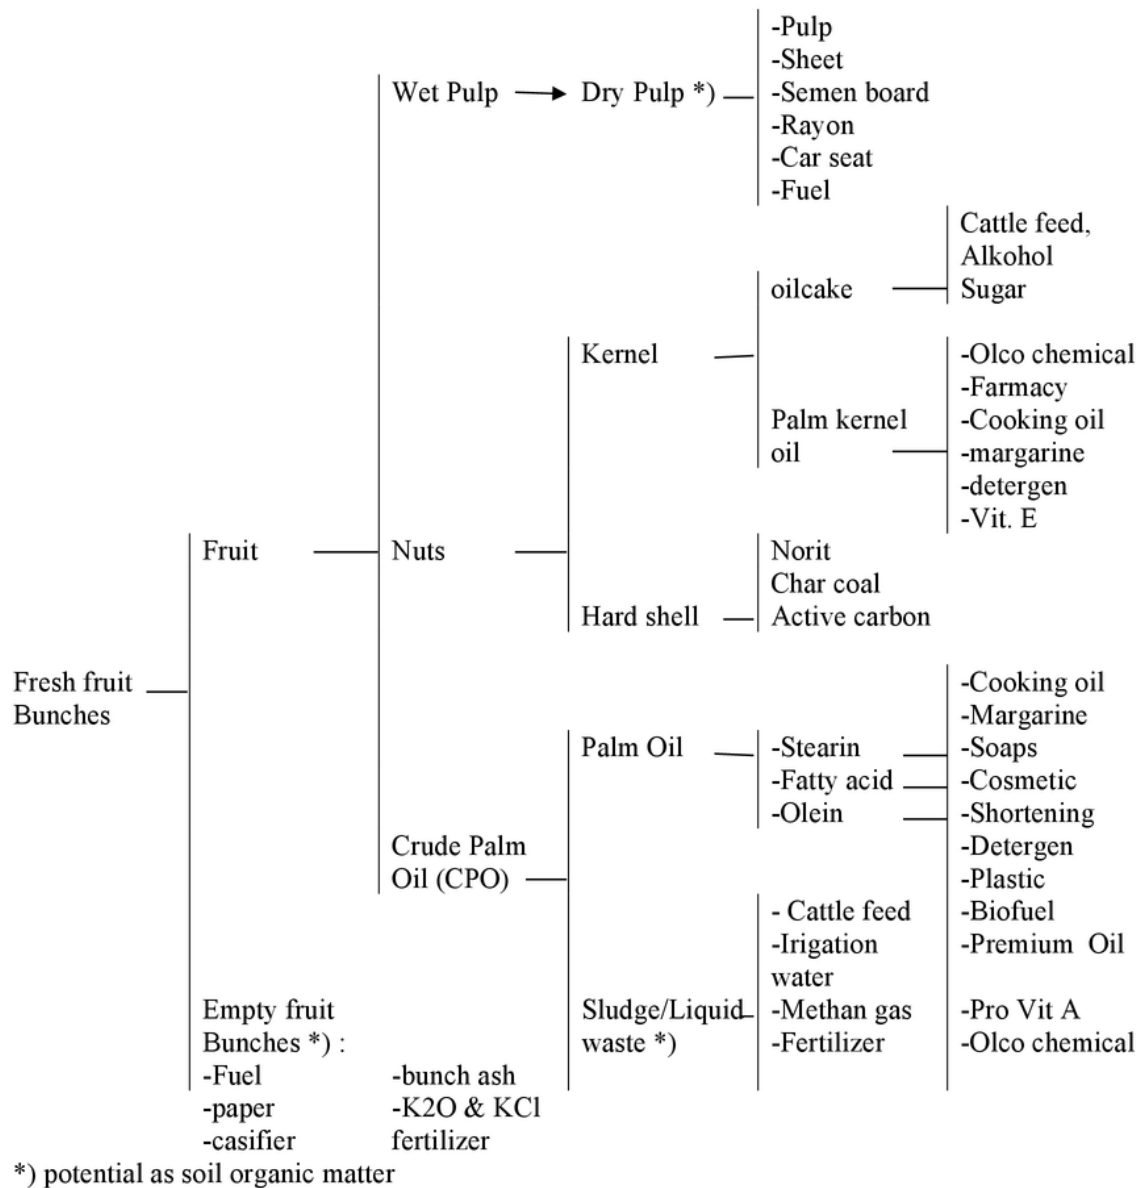 -Pulp
-Sheet
Wet Pulp
Dry Pulp *)
-Semen board
-Rayon
-Car seat
-Fuel
Cattle feed,
Alkohol
oilcake
Sugar
Kernel
-Olco chemical
-Farmacy
Palm kernel
-Cooking oil
oil
-margarine
-detergen
-Vit. E
Fruit
Nuts
Norit
Char coal
Hard shell
Active carbon
Fresh fruit
Bunches
-Cooking oil
-Margarine
Palm Oil
-Stearin
-Soaps
-Fatty acid
-Cosmetic
-Olein
-Shortening
Crude Palm
-Detergen
Oil (CPO)
-Plastic
- Cattle feed
-Biofuel
-Irigation
water
-Premium Oil
Empty fruit
Bunches *) :
Sludge/Liquid
waste *)
-Methan gas
-Pro Vit A
-Fertilizer
-Olco chemical
-Fuel
-bunch ash
-paper
-K2O & KCl
-casifier
fertilizer
*) potential as soil organic matter